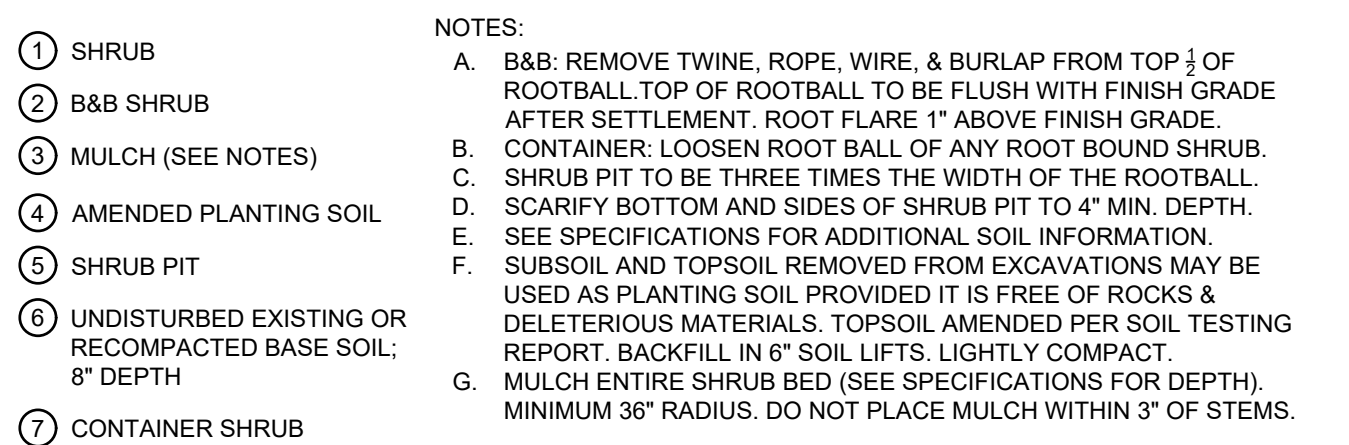 1 SHRUB
2 B&B SHRUB
3 MULCH (SEE NOTES)
4 AMENDED PLANTING SOIL
5 SHRUB PIT
6 UNDISTURBED EXISTING OR
RECOMPACTED BASE SOIL;
8" DEPTH
7 CONTAINER SHRUB
NOTES:
A. B&B: REMOVE TWINE, ROPE, WIRE, & BURLAP FROM TOP ½ OF
ROOTBALL.TOP OF ROOTBALL TO BE FLUSH WITH FINISH GRADE
AFTER SETTLEMENT. ROOT FLARE 1" ABOVE FINISH GRADE.
B. CONTAINER: LOOSEN ROOT BALL OF ANY ROOT BOUND SHRUB.
C. SHRUB PIT TO BE THREE TIMES THE WIDTH OF THE ROOTBALL.
D. SCARIFY BOTTOM AND SIDES OF SHRUB PIT TO 4" MIN. DEPTH.
E. SEE SPECIFICATIONS FOR ADDITIONAL SOIL INFORMATION.
F. SUBSOIL AND TOPSOIL REMOVED FROM EXCAVATIONS MAY BE
USED AS PLANTING SOIL PROVIDED IT IS FREE OF ROCKS &
DELETERIOUS MATERIALS. TOPSOIL AMENDED PER SOIL TESTING
REPORT. BACKFILL IN 6" SOIL LIFTS. LIGHTLY COMPACT.
G. MULCH ENTIRE SHRUB BED (SEE SPECIFICATIONS FOR DEPTH).
MINIMUM 36" RADIUS. DO NOT PLACE MULCH WITHIN 3" OF STEMS.